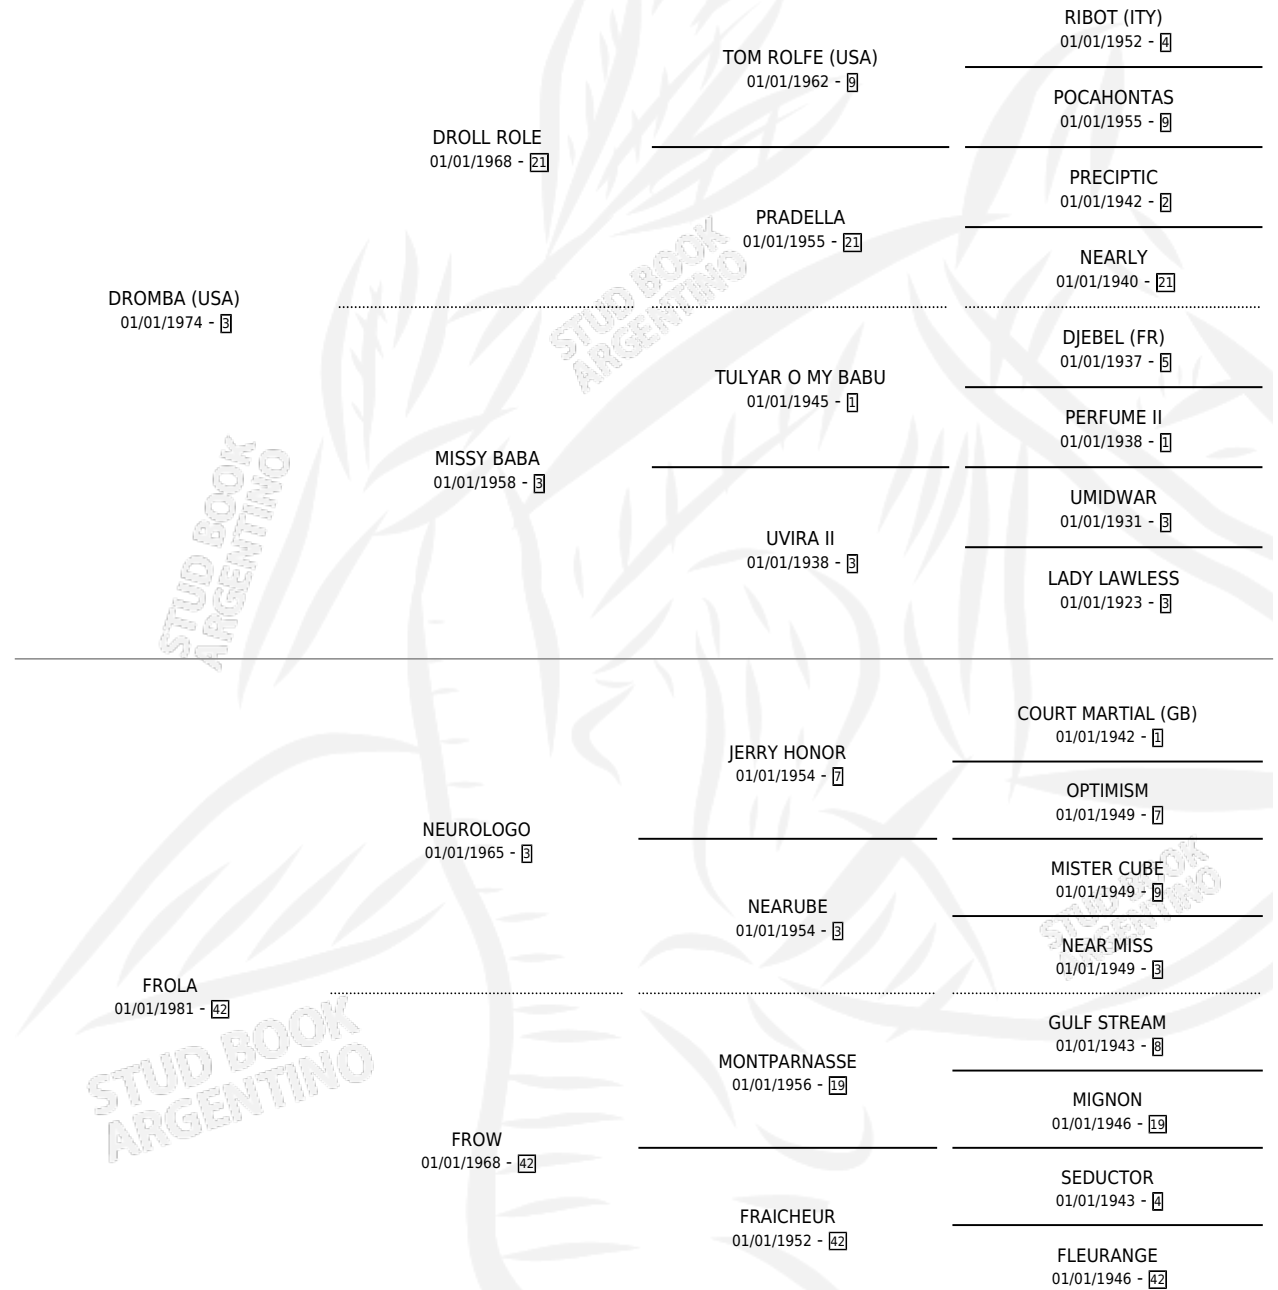 RIBOT (ITY)
01/01/1952 - 4
TOM ROLFE (USA)
01/01/1962 - 9
POCAHONTAS
01/01/1955 - 9
DROLL ROLE
01/01/1968 - 21
PRECIPTIC
01/01/1942 - 2
PRADELLA
01/01/1955 - 21
NEARLY
01/01/1940 - 21
DROMBA (USA)
01/01/1974 - 3
DJEBEL (FR)
01/01/1937 - 5
TULYAR O MY BABU
01/01/1945 - 1
PERFUME II
01/01/1938 - 1
MISSY BABA
01/01/1958 - 3
UMIDWAR
01/01/1931 - 3
UVIRA II
01/01/1938 - 3
LADY LAWLESS
01/01/1923 - 3
STUD BOOK
ARGENTINO
STUD BOOK
ARGENTINO
COURT MARTIAL (GB)
01/01/1942 - 1
JERRY HONOR
01/01/1954 - 7
OPTIMISM
01/01/1949 - 7
NEUROLOGO
01/01/1965 - 3
MISTER CUBE
01/01/1949 - 9
NEARUBE
01/01/1954 - 3
NEAR MISS
01/01/1949 - 3
FROLA
01/01/1981 - 42
GULF STREAM
01/01/1943 - 8
MONTPARNASSE
01/01/1956 - 19
MIGNON
01/01/1946 - 19
FROW
01/01/1968 - 42
SEDUCTOR
01/01/1943 - 4
FRAICHEUR
01/01/1952 - 42
FLEURANGE
01/01/1946 - 42
STUD BOOK
ARGENTINO
STUD BOOK
ARGENTINO